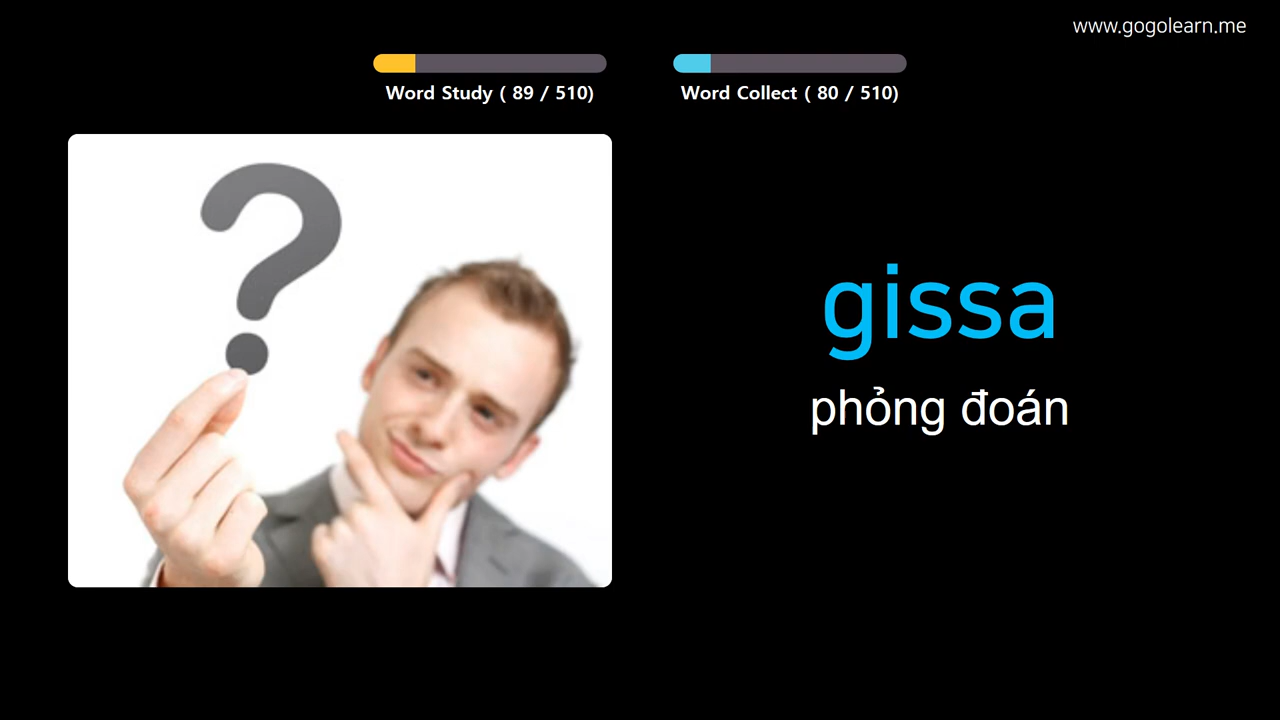 www.gogolearn.me
Word Study ( 89 / 510)
Word Collect ( 80 / 510)
?
gissa
phỏng đoán